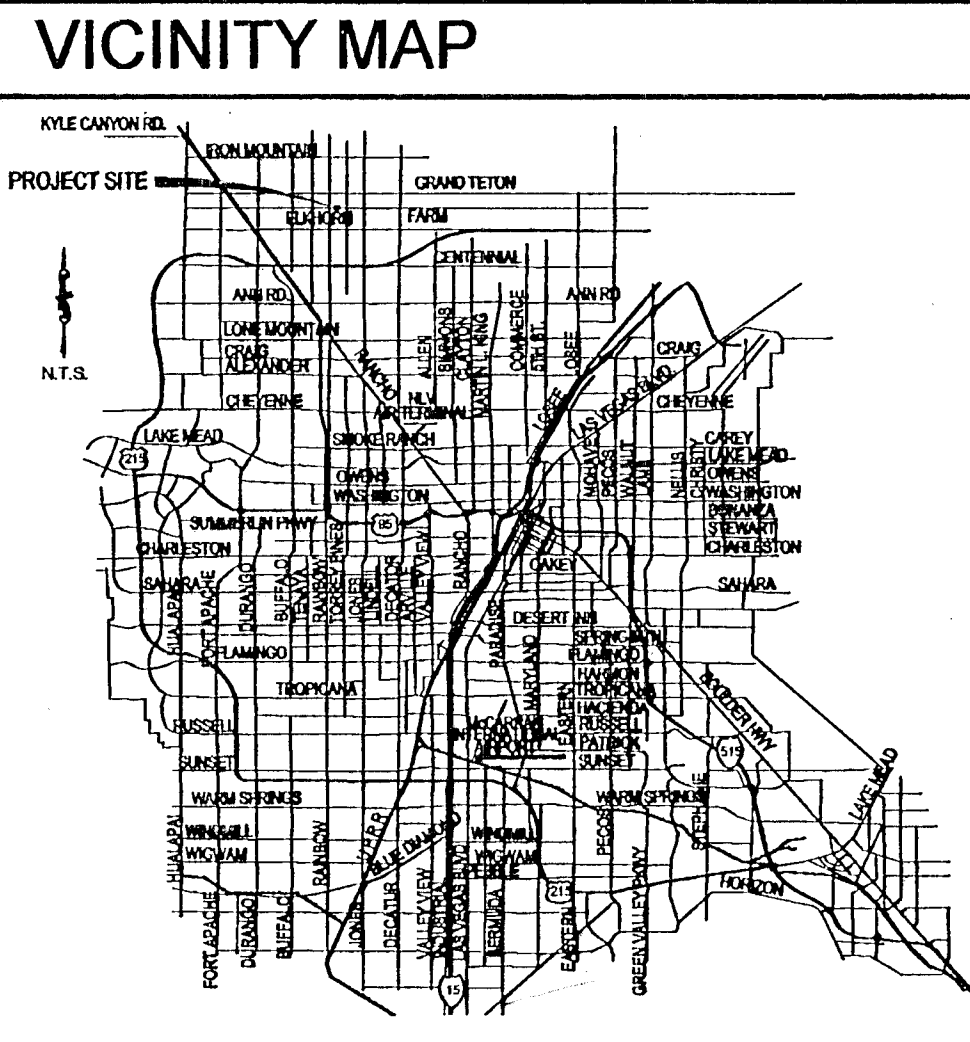 VICINITY MAP
KYLE CANYON RD.
IRON MOUNTAIN
PROJECT SITE
GRAND TETON
ELKHORN
FARM
CENTENNIAL
ANN RD.
ANN RD
LONE MOUNTAIN
CRAIG
ALEXANDER
CHEYENNE
N.T.S.
RANCHO
ALLEN
SIMMONS
CLAYTON
MARTIN L. KING
COMMERCE
5TH ST.
LOSEE
CRAIG
NLV
AIR TERMINAL
LOSEE
LAS VEGAS BLVD.
CHEYENNE
LAKE MEAD
215
SMOKE RANCH
OWENS
WASHINGTON
MOHAVE
PECOS
WALNUT
LAMB
NELLIS
CHRISTY
CAREY
LAKE MEAD
OWENS
WASHINGTON
BONANZA
STEWART
CHARLESTON
SUMMERLIN PKWY
95
CHARLESTON
SAHARA
HUALAPAI
FORT APACHE
DURANGO
BUFFALO
RAINBOW
TORREY PINES
JONES
DECATOR
ARVILLE
VALLEY VIEW
RANCHO
OAKEY
SAHARA
PARADISE
DESERT INN
SPRING MTN
FLAMINGO
FLAMINGO
HARMON
TROPICANA
TROPICANA
HACIENDA
MARYLAND
EASTERN
RUSSELL
RUSSELL
McCARRAN
INTERNATIONAL
AIRPORT
PATRICK
SUNSET
SUNSET
BOULDER HWY
515
WARM SPRINGS
WARM SPRINGS
STEPHANIE
LAKE MEAD
HUALAPAI
WINDMILL
WIGWAM
RAINBOW
U.P.R.R.
BLUE DIAMOND
WINDMILL
WIGWAM
PEBBLE
PECOS
215
HORIZON
FORT APACHE
DURANGO
BUFFALO
JONES
DECATUR
VALLEY VIEW
INDUSTRIAL
LAS VEGAS BLVD
BERMUDA
EASTERN
GREEN VALLEY PKWY
15